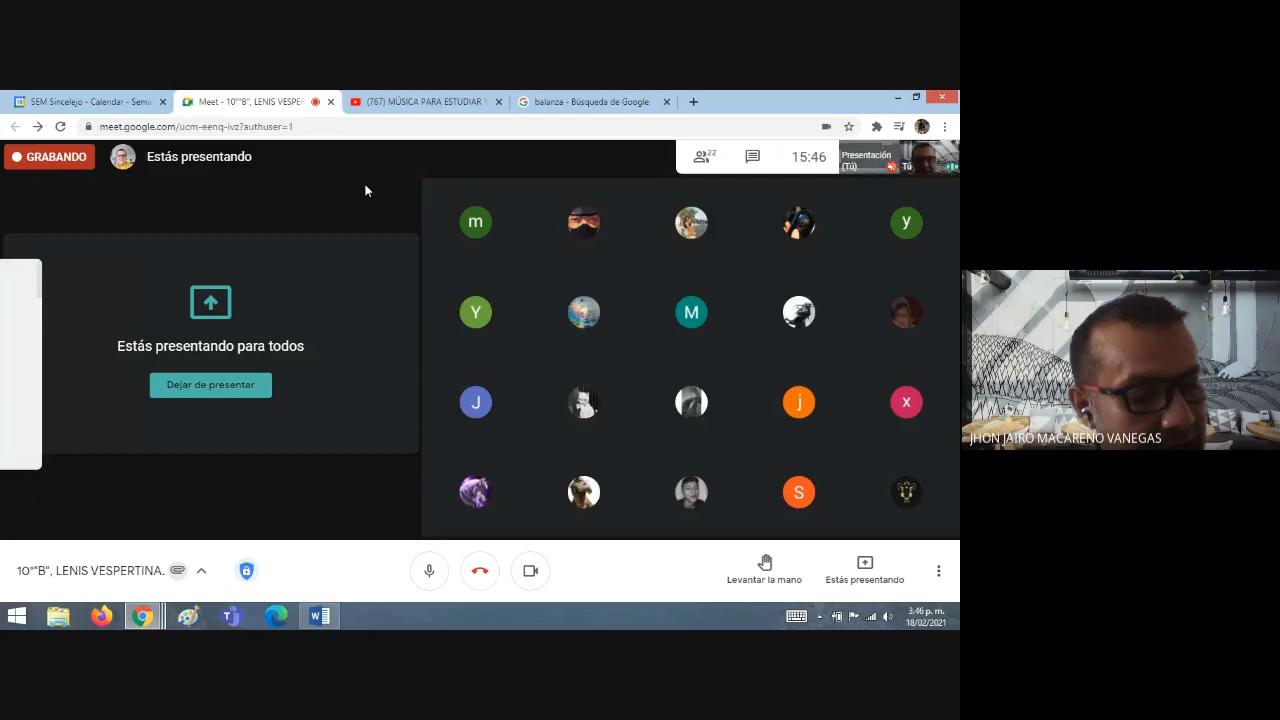 SEM Sincelejo - Calendar - Sema
Meet - 10°"B", LENIS VESPER
(767) MÚSICA PARA ESTUDIAR Y
balanza - Búsqueda de Google
meet.google.com/ucm-eenq-ivz?authuser=1
GRABANDO
Estás presentando
22
15:46
Presentación
(Tú)
Tú
m
y
Y
M
Estás presentando para todos
Dejar de presentar
J
j
x
S
JHON JAIRO MACAREÑO VANEGAS
10°"B", LENIS VESPERTINA.
Levantar la mano
Estás presentando
3:46 p. m.
18/02/2021